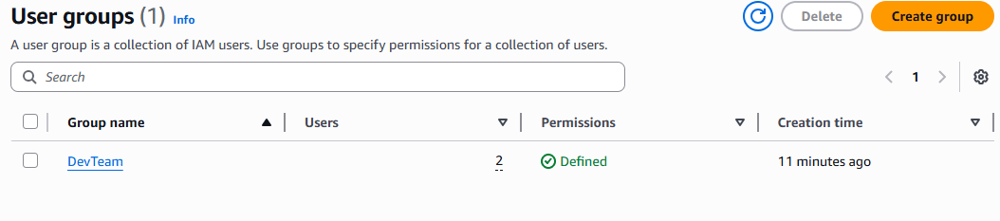 User groups (1) Info
Delete
Create group
A user group is a collection of IAM users. Use groups to specify permissions for a collection of users.
Search
1
Group name Users Permissions Creation time
DevTeam 2 Defined 11 minutes ago